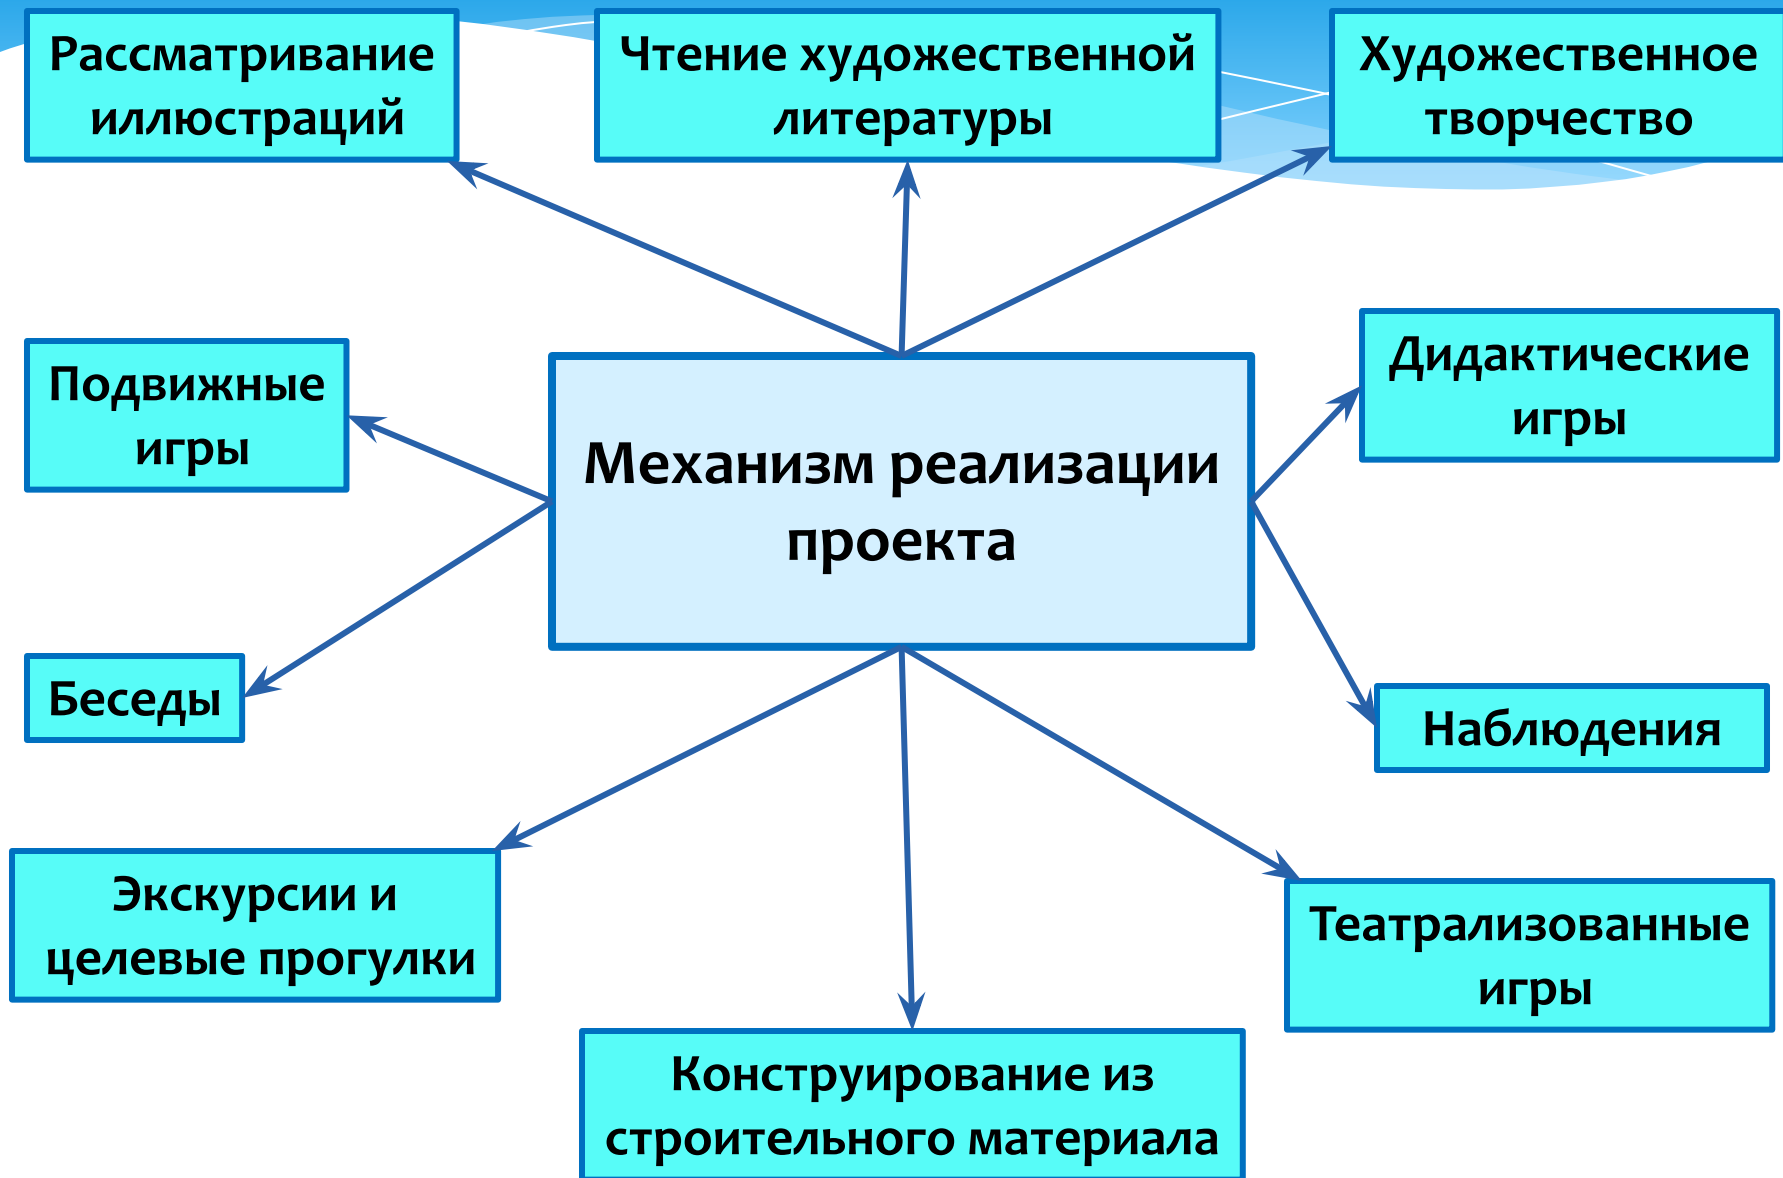 Рассматривание
иллюстраций
Чтение художественной
литературы
Художественное
творчество
Подвижные
игры
Механизм реализации
проекта
Дидактические
игры
Беседы
Наблюдения
Экскурсии и
целевые прогулки
Театрализованные
игры
Конструирование из
строительного материала